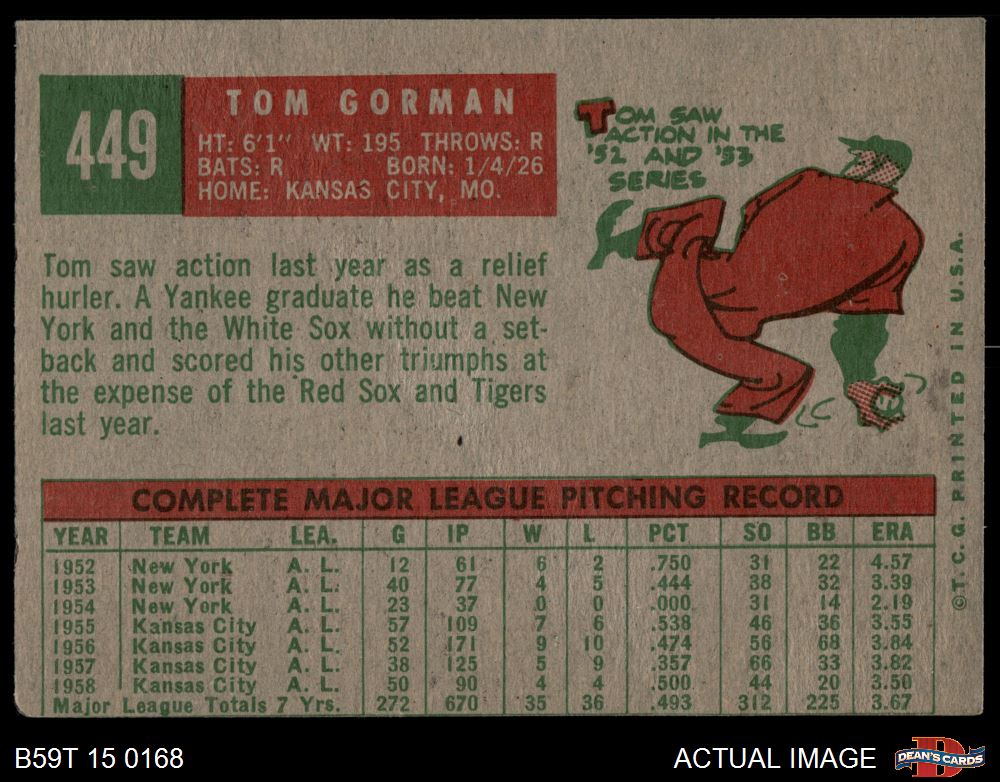 449
TOM GORMAN
HT: 6'1" WT: 195 THROWS: R
BATS: R BORN: 1/4/26
HOME: KANSAS CITY, MO.
TOM SAW
ACTION IN THE
'52 AND '53
SERIES
Tom saw action last year as a relief
hurler. A Yankee graduate he beat New
York and the White Sox without a set-
back and scored his other triumphs at
the expense of the Red Sox and Tigers
last year.
COMPLETE MAJOR LEAGUE PITCHING RECORD
YEAR TEAM LEA. G IP W L PCT SO BB ERA
1952 New York A. L. 12 61 6 2 .750 31 22 4.57
1953 New York A. L. 40 77 4 5 .444 38 32 3.39
1954 New York A. L. 23 37 0 0 .000 31 14 2.19
1955 Kansas City A. L. 57 109 7 6 .538 46 36 3.55
1956 Kansas City A. L. 52 171 9 10 .474 56 68 3.84
1957 Kansas City A. L. 38 125 5 9 .357 66 33 3.82
1958 Kansas City A. L. 50 90 4 4 .500 44 20 3.50
Major League Totals 7 Yrs. 272 670 35 36 .493 312 225 3.67
©T. C. G. PRINTED IN U.S.A.
B59T 15 0168
ACTUAL IMAGE
D
DEAN'S CARDS